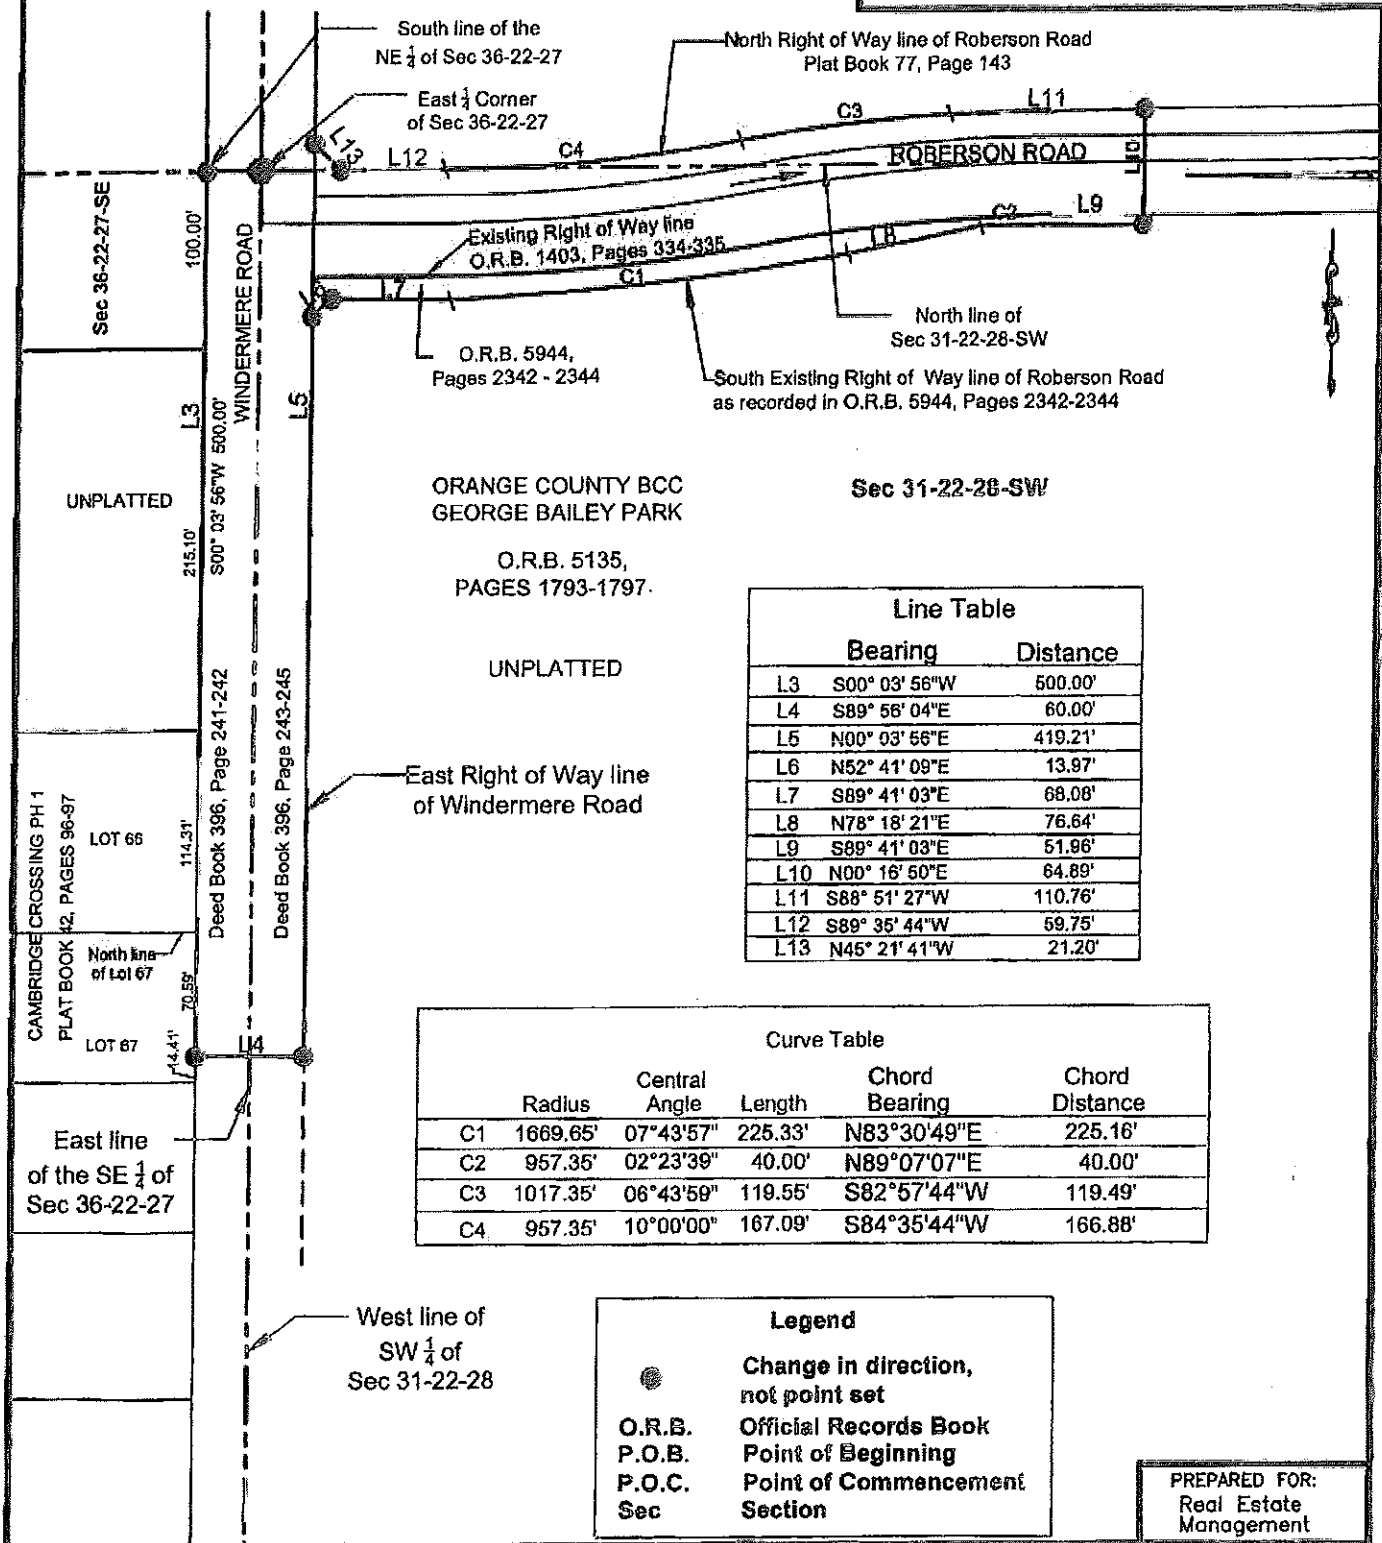 South line of the
NE 1/4 of Sec 36-22-27
North Right of Way line of Roberson Road
Plat Book 77, Page 143
East 1/4 Corner
of Sec 36-22-27
L13
L12
C4
C3
L11
ROBERSON ROAD
L10
Sec 36-22-27-SE
100.00'
WINDERMERE ROAD
Existing Right of Way line
O.R.B. 1403, Pages 334-335
C1
L8
C2
L9
L7
O.R.B. 5944,
Pages 2342 - 2344
North line of
Sec 31-22-28-SW
South Existing Right of Way line of Roberson Road
as recorded in O.R.B. 5944, Pages 2342-2344
L3
S00° 03' 56"W 500.00'
L5
UNPLATTED
215.10'
ORANGE COUNTY BCC
GEORGE BAILEY PARK
O.R.B. 5135,
PAGES 1793-1797.
UNPLATTED
Sec 31-22-28-SW
Deed Book 396, Page 241-242
Deed Book 396, Page 243-245
East Right of Way line
of Windermere Road
CAMBRIDGE CROSSING PH 1
PLAT BOOK 42, PAGES 96-97
LOT 66
114.31'
North line
of Lot 67
70.59'
LOT 67
14.41'
L4
Line Table
Bearing Distance
L3 S00° 03' 56"W 500.00'
L4 S89° 56' 04"E 60.00'
L5 N00° 03' 56"E 419.21'
L6 N52° 41' 09"E 13.97'
L7 S89° 41' 03"E 68.08'
L8 N78° 18' 21"E 76.64'
L9 S89° 41' 03"E 51.96'
L10 N00° 16' 50"E 64.89'
L11 S88° 51' 27"W 110.76'
L12 S89° 35' 44"W 59.75'
L13 N45° 21' 41"W 21.20'
Curve Table
Radius Central Angle Length Chord Bearing Chord Distance
C1 1669.65' 07°43'57" 225.33' N83°30'49"E 225.16'
C2 957.35' 02°23'39" 40.00' N89°07'07"E 40.00'
C3 1017.35' 06°43'59" 119.55' S82°57'44"W 119.49'
C4 957.35' 10°00'00" 167.09' S84°35'44"W 166.88'
East line
of the SE 1/4 of
Sec 36-22-27
West line of
SW 1/4 of
Sec 31-22-28
Legend
Change in direction,
not point set
O.R.B. Official Records Book
P.O.B. Point of Beginning
P.O.C. Point of Commencement
Sec Section
PREPARED FOR:
Real Estate
Management